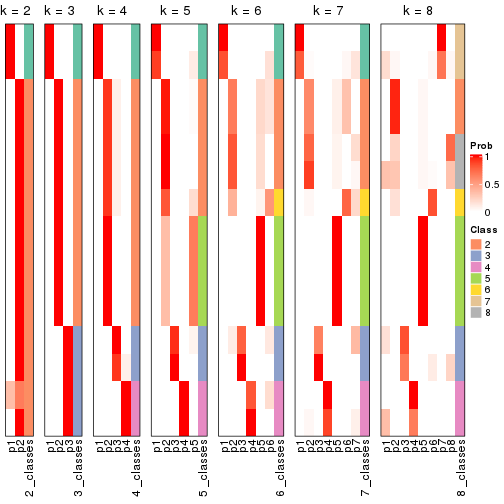 k = 2 k = 3 k = 4 k = 5 k = 6 k = 7 k = 8
Prob
1
0.5
0
Class
2
3
4
5
6
7
8
p1 p2 2_classes
p1 p2 p3 3_classes
p1 p2 p3 p4 4_classes
p1 p2 p3 p4 p5 5_classes
p1 p2 p3 p4 p5 p6 6_classes
p1 p2 p3 p4 p5 p6 p7 7_classes
p1 p2 p3 p4 p5 p6 p7 p8 8_classes